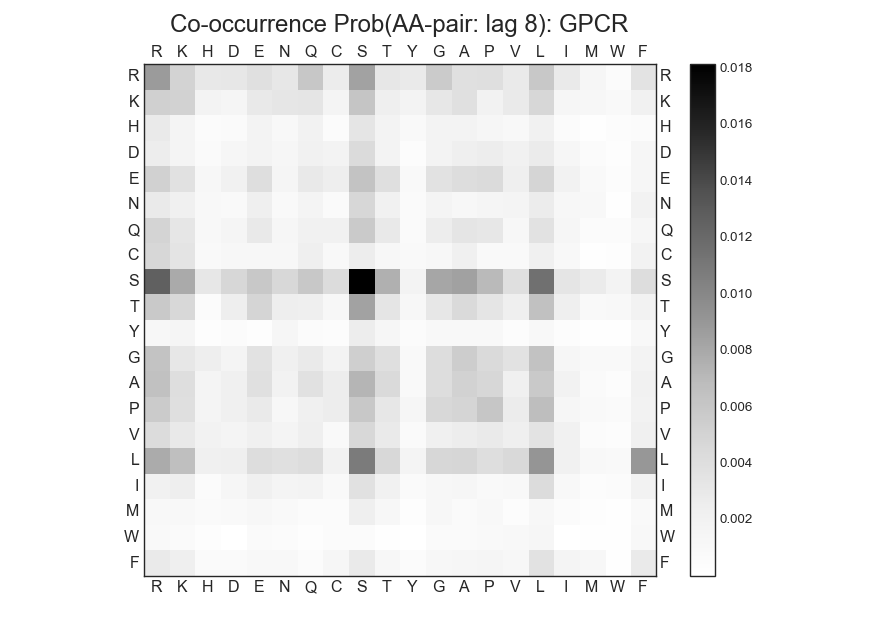 Co-occurrence Prob(AA-pair: lag 8): GPCR
R K H D E N Q C S T Y G A P V L I M W F
R R 0.018
K K
H H 0.016
D D
E E 0.014
N N
Q Q 0.012
C C
S S 0.010
T T
Y Y
G G 0.008
A A
P P 0.006
V V
L L 0.004
I I
M M 0.002
W W
F F
R K H D E N Q C S T Y G A P V L I M W F